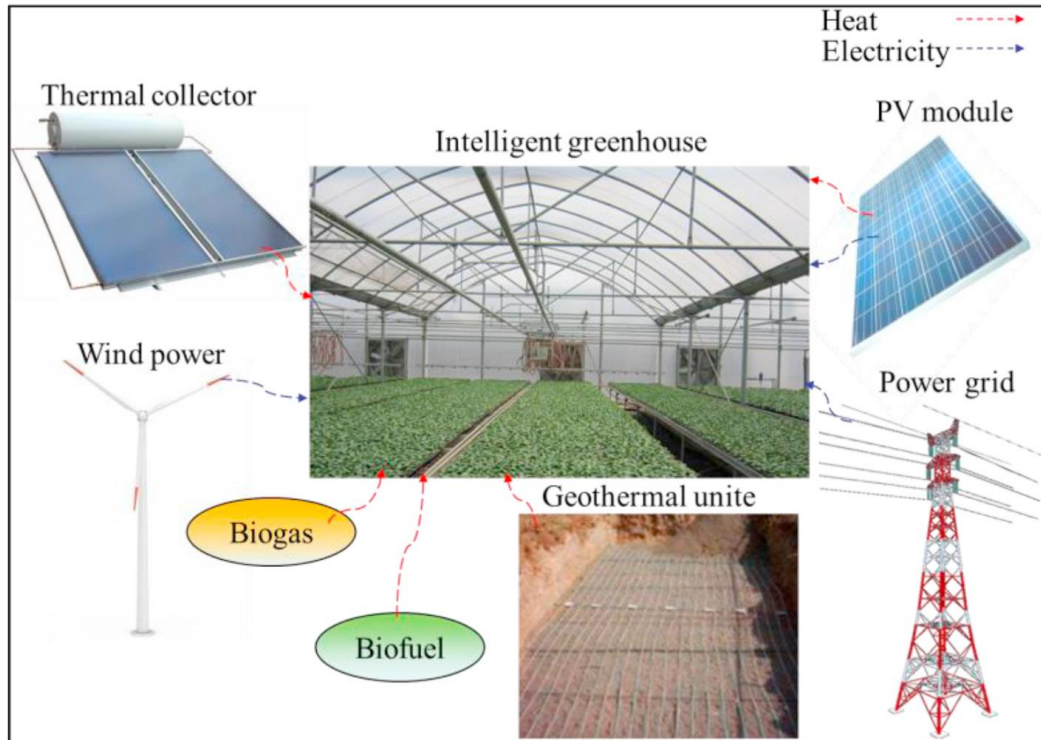 Heat
Electricity
Thermal collector
PV module
Intelligent greenhouse
Wind power
Power grid
Geothermal unite
Biogas
Biofuel